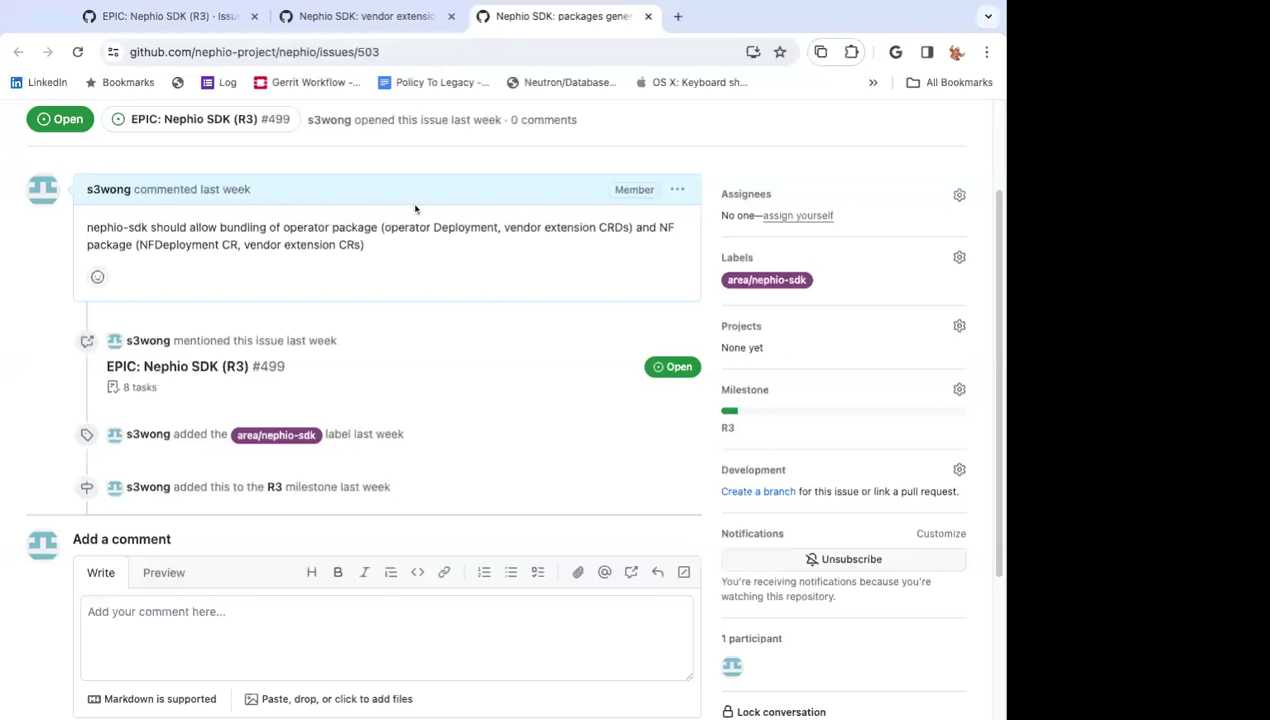 EPIC: Nephio SDK (R3) · Issu
Nephio SDK: vendor extensio
Nephio SDK: packages gene
github.com/nephio-project/nephio/issues/503
LinkedIn
Bookmarks
Log
Gerrit Workflow -...
Policy To Legacy -...
Neutron/Database...
OS X: Keyboard sh...
»
All Bookmarks
Open
EPIC: Nephio SDK (R3) #499
s3wong opened this issue last week · 0 comments
s3wong commented last week
Member
nephio-sdk should allow bundling of operator package (operator Deployment, vendor extension CRDs) and NF
package (NFDeployment CR, vendor extension CRs)
s3wong mentioned this issue last week
EPIC: Nephio SDK (R3) #499
Open
8 tasks
s3wong added the area/nephio-sdk label last week
s3wong added this to the R3 milestone last week
Add a comment
Write
Preview
Add your comment here...
Markdown is supported
Paste, drop, or click to add files
Assignees
No one—assign yourself
Labels
area/nephio-sdk
Projects
None yet
Milestone
R3
Development
Create a branch for this issue or link a pull request.
Notifications
Customize
Unsubscribe
You're receiving notifications because you're
watching this repository.
1 participant
Lock conversation